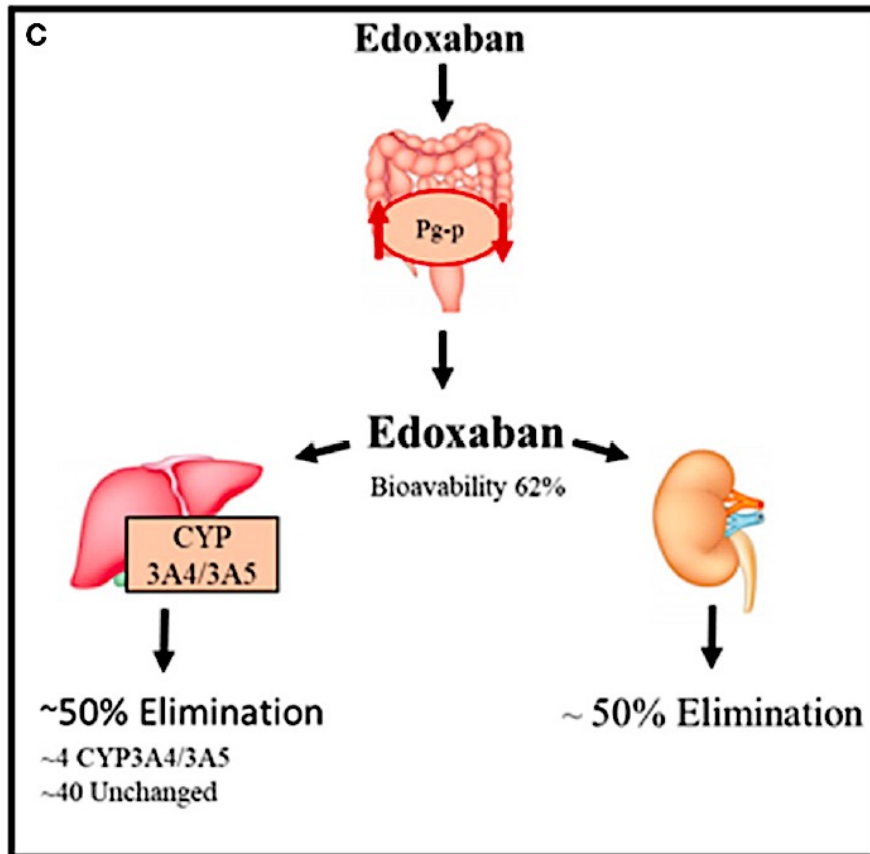 C
Edoxaban
Pg-p
Edoxaban
Bioavability 62%
CYP
3A4/3A5
~50% Elimination
~4 CYP3A4/3A5
~40 Unchanged
~ 50% Elimination